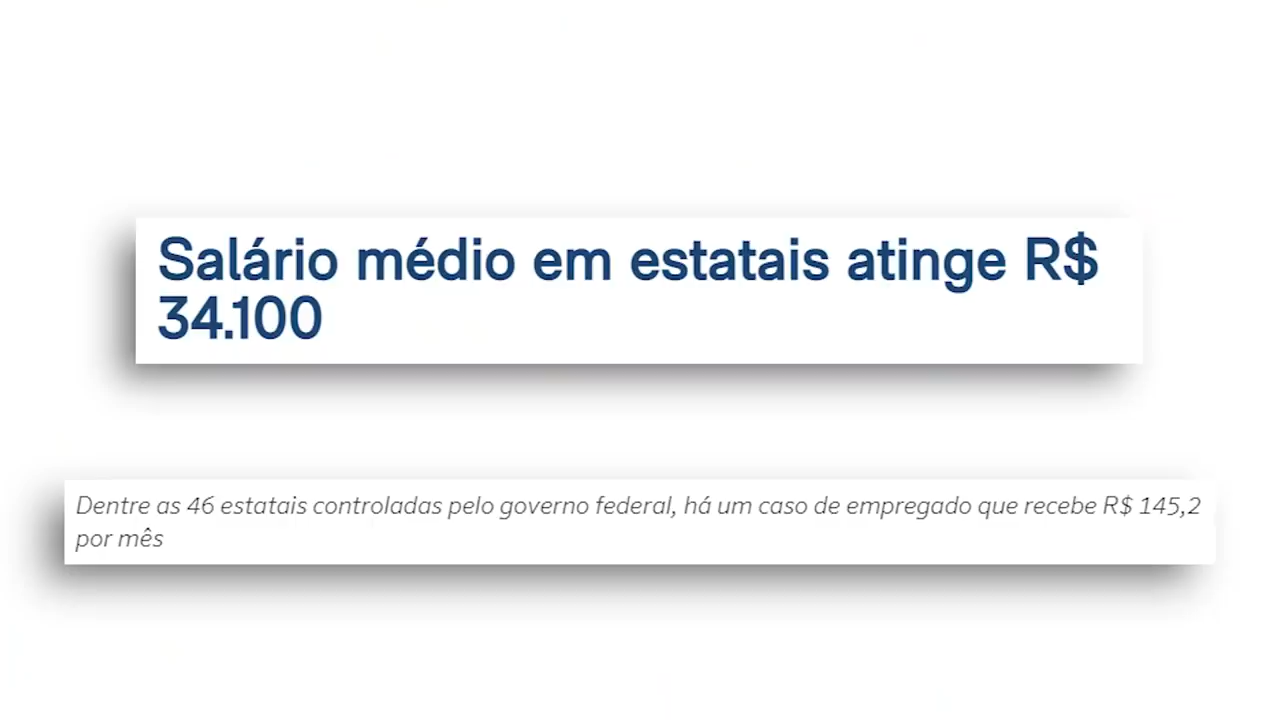 Salário médio em estatais atinge R$
34.100
Dentre as 46 estatais controladas pelo governo federal, há um caso de empregado que recebe R$ 145,2
por mês